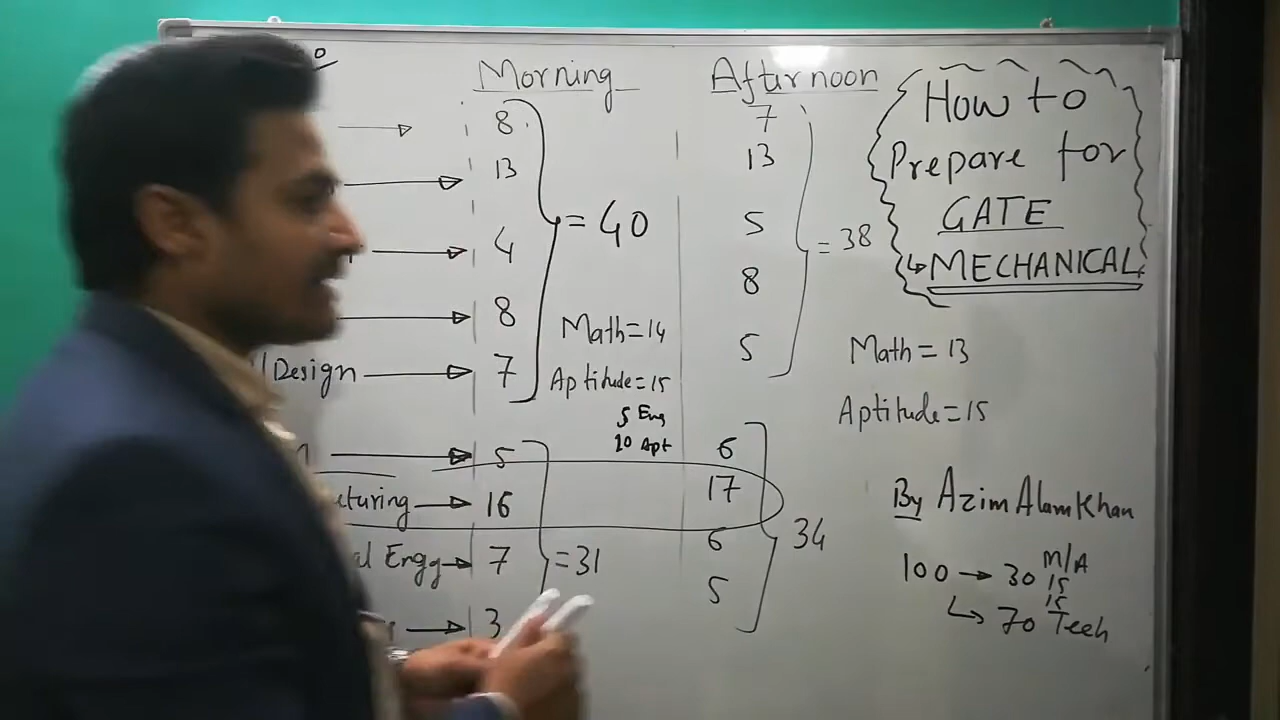 Morning
8
13
4
8
Design 7
= 40
Math=14
Aptitude=15
5 Eng
10 Apt
5
16
al Engg 7
3
=31
Afternoon
7
13
5
8
5
= 38
6
17
6
5
34
How to
Prepare for
GATE
MECHANICAL
Math = 13
Aptitude=15
By Azim Alam Khan
100 → 30 M/A
15
15
70 Tech